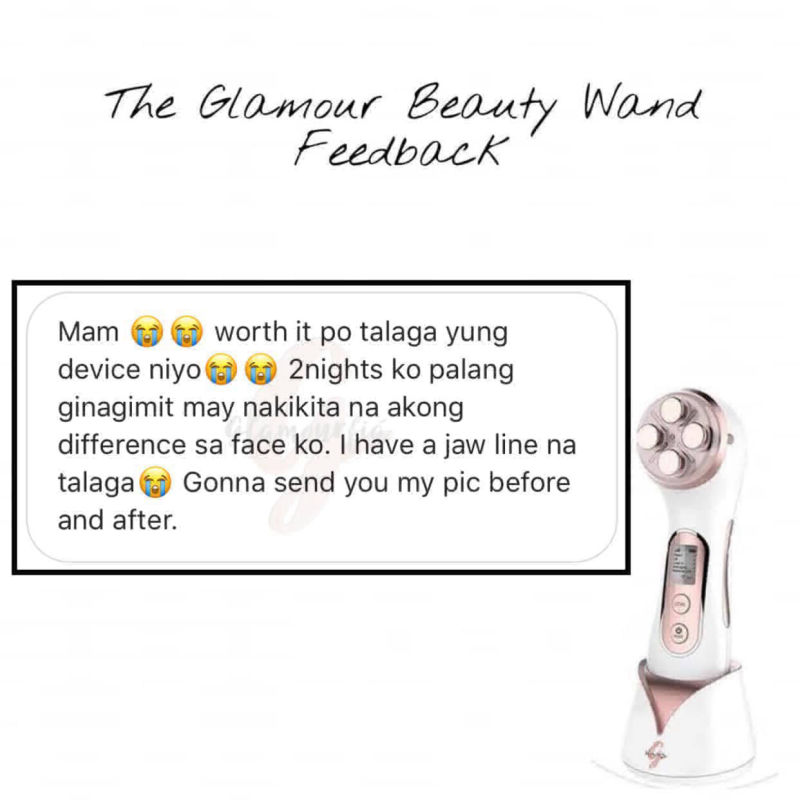 The Glamour Beauty Wand
Feedback
Mam 😭😭 worth it po talaga yung
device niyo😭😭 2nights ko palang
ginagimit may nakikita na akong
difference sa face ko. I have a jaw line na
talaga😭 Gonna send you my pic before
and after.